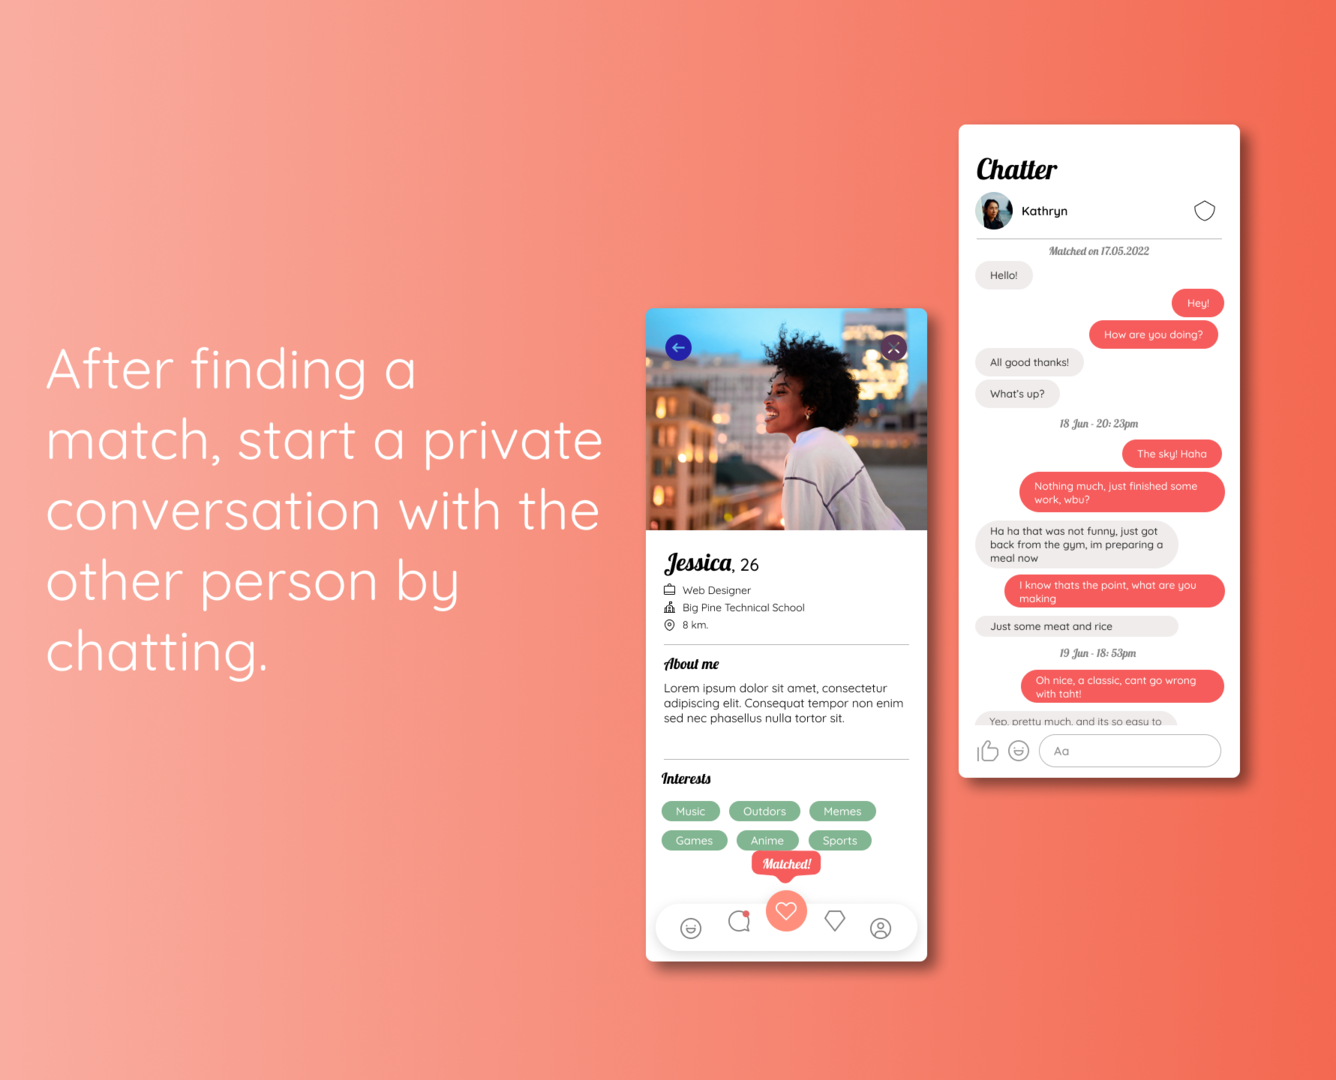 After finding a
match, start a private
conversation with the
other person by
chatting.
Jessica, 26
Web Designer
Big Pine Technical School
8 km.
About me
Lorem ipsum dolor sit amet, consectetur
adipiscing elit. Consequat tempor non enim
sed nec phasellus nulla tortor sit.
Interests
Music Outdors Memes
Games Anime Sports
Matched!
Chatter
Kathryn
Matched on 17.05.2022
Hello!
Hey!
How are you doing?
All good thanks!
What's up?
18 Jun - 20: 23pm
The sky! Haha
Nothing much, just finished some
work, wbu?
Ha ha that was not funny, just got
back from the gym, im preparing a
meal now
I know thats the point, what are you
making
Just some meat and rice
19 Jun - 18: 53pm
Oh nice, a classic, cant go wrong
with taht!
Yep, pretty much, and its so easy to
Aa